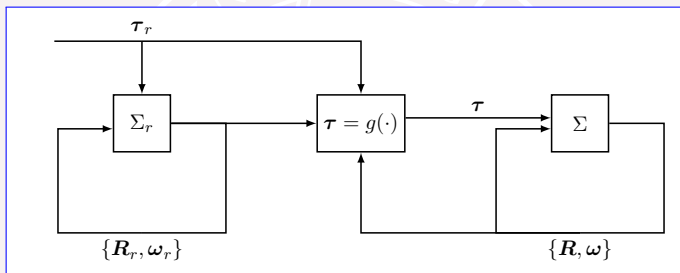 τ_r
Σ_r
τ = g(·)
τ
Σ
{R_r, ω_r}
{R, ω}